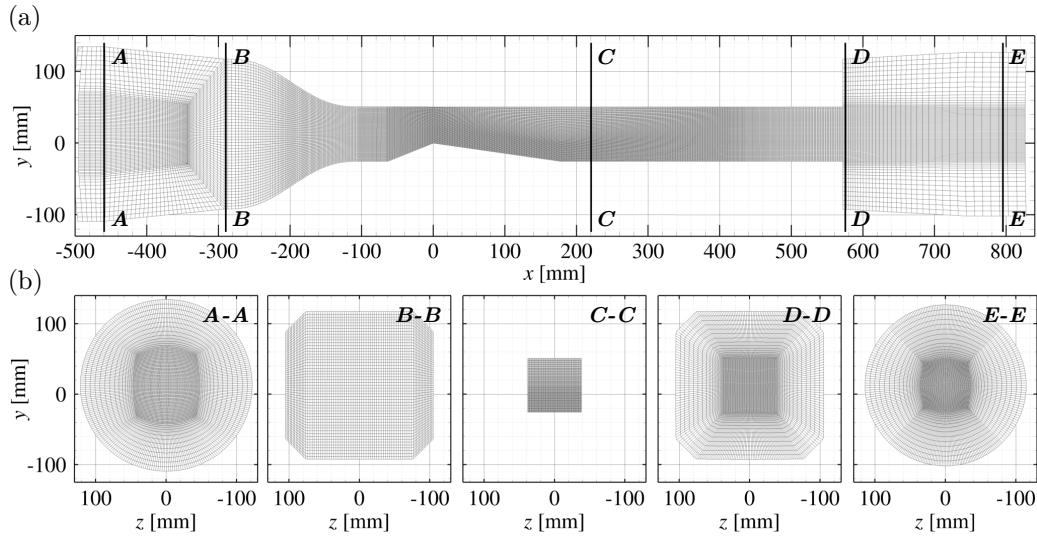 (a)
A B C D E
100
0
-100
y [mm]
A B C D E
-500 -400 -300 -200 -100 0 100 200 300 400 500 600 700 800
x [mm]
(b)
A-A B-B C-C D-D E-E
100
0
-100
y [mm]
100 0 -100 100 0 -100 100 0 -100 100 0 -100 100 0 -100
z [mm] z [mm] z [mm] z [mm] z [mm]